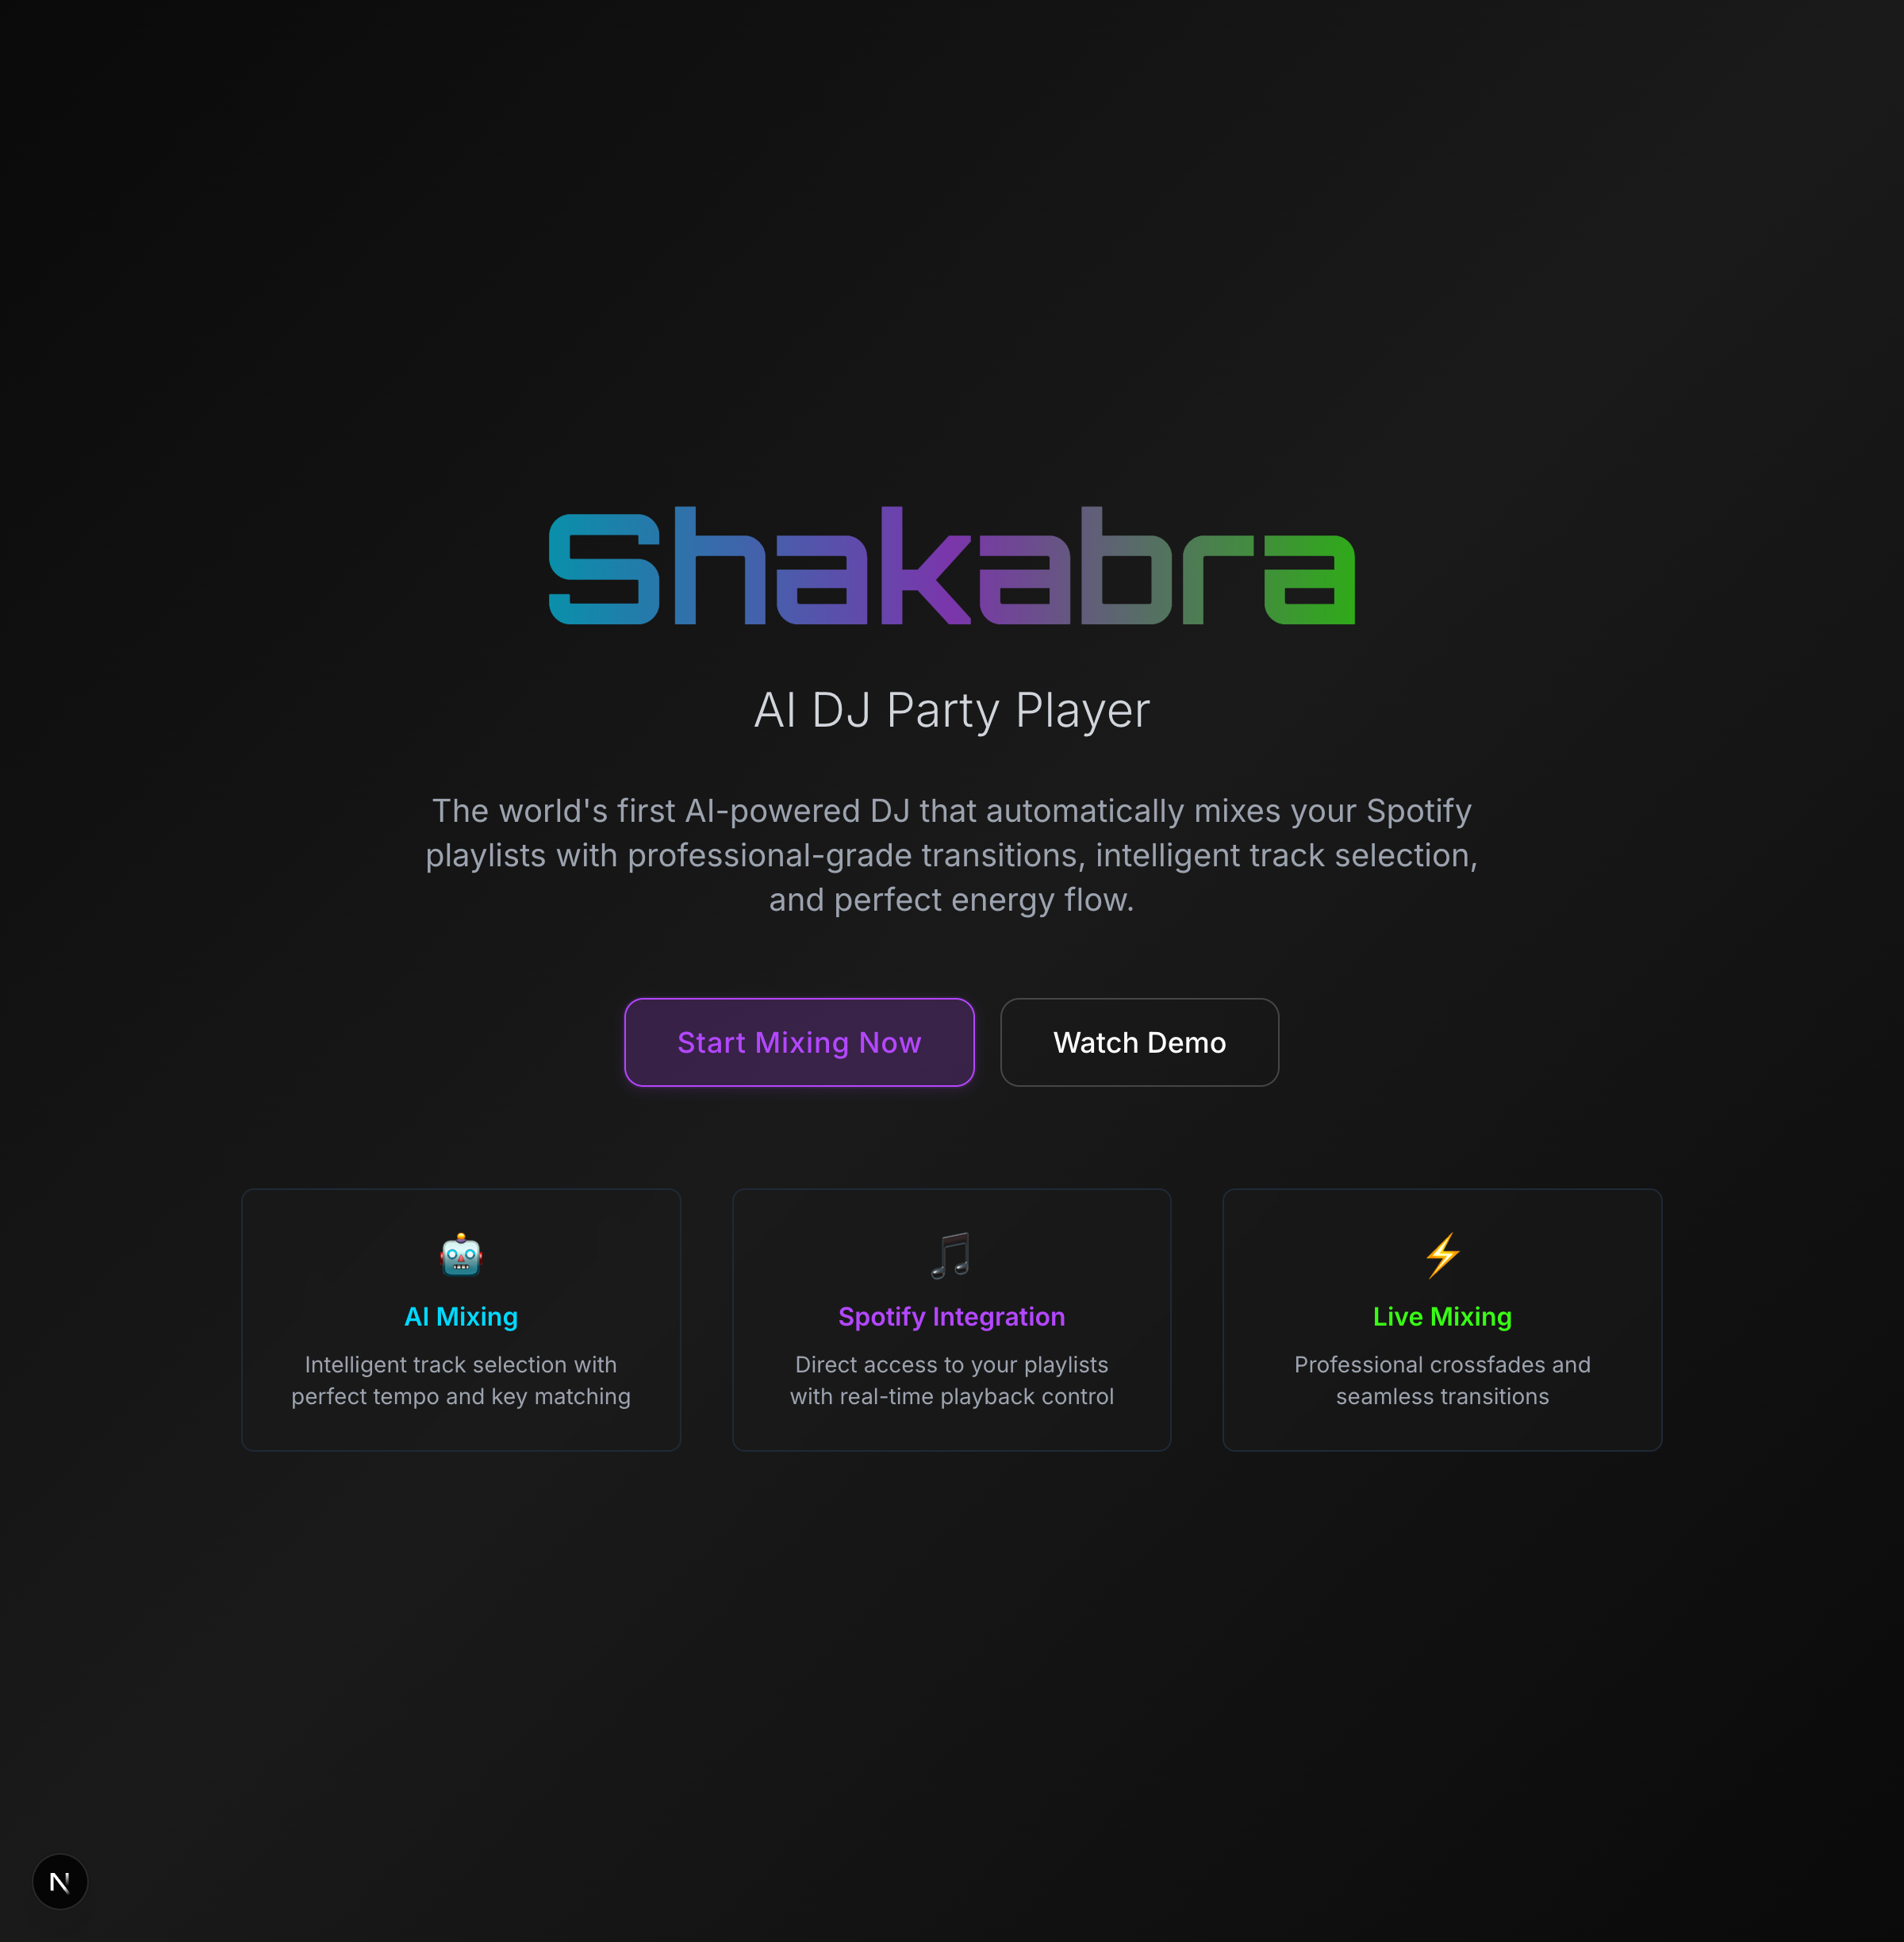 Shakabra
AI DJ Party Player
The world's first AI-powered DJ that automatically mixes your Spotify
playlists with professional-grade transitions, intelligent track selection,
and perfect energy flow.
Start Mixing Now
Watch Demo
AI Mixing
Intelligent track selection with
perfect tempo and key matching
Spotify Integration
Direct access to your playlists
with real-time playback control
Live Mixing
Professional crossfades and
seamless transitions
N